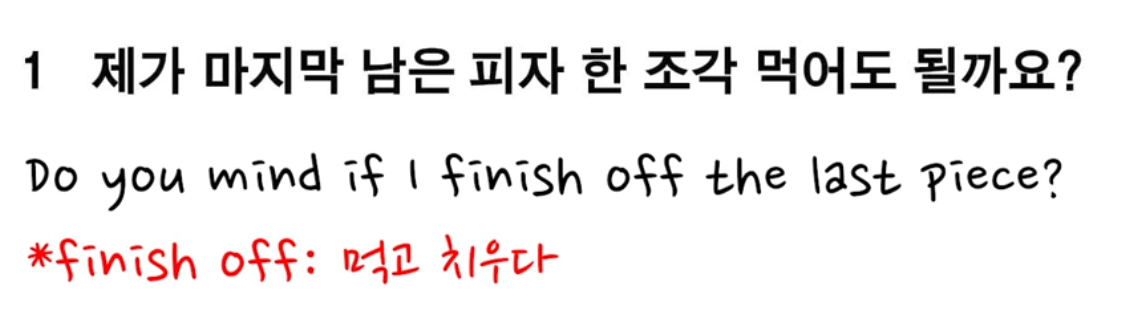 1 제가 마지막 남은 피자 한 조각 먹어도 될까요?
Do you mind if I finish off the last piece?
*finish off: 먹고 치우다